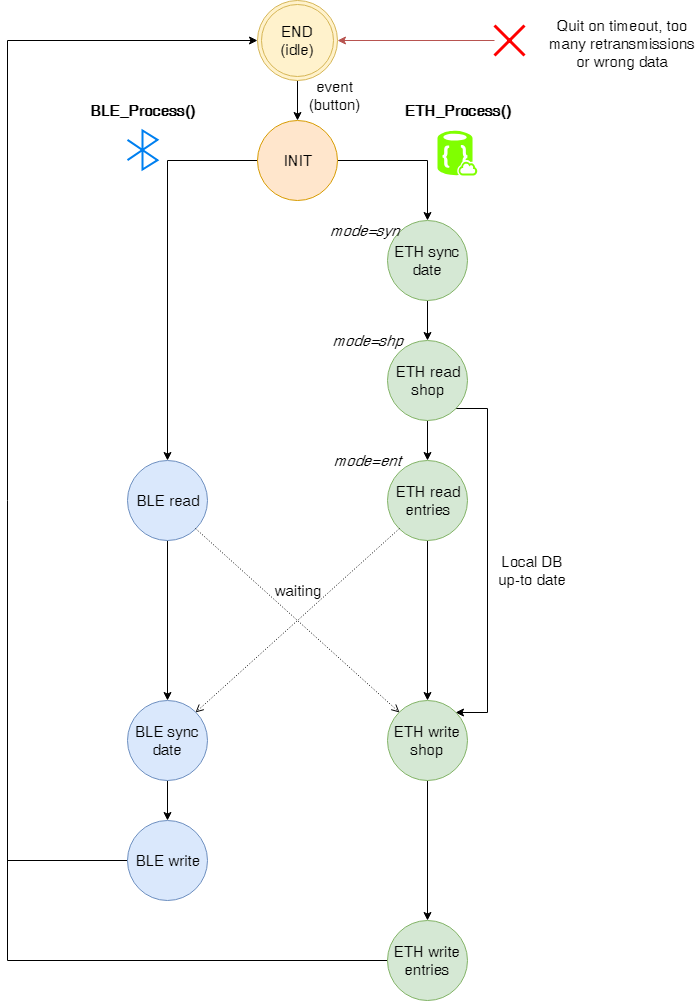 END
(idle)
Quit on timeout, too
many retransmissions
or wrong data
event
(button)
BLE_Process()
ETH_Process()
{ }
INIT
mode=syn
ETH sync
date
mode=shp
ETH read
shop
mode=ent
BLE read
ETH read
entries
Local DB
up-to date
waiting
BLE sync
date
ETH write
shop
BLE write
ETH write
entries